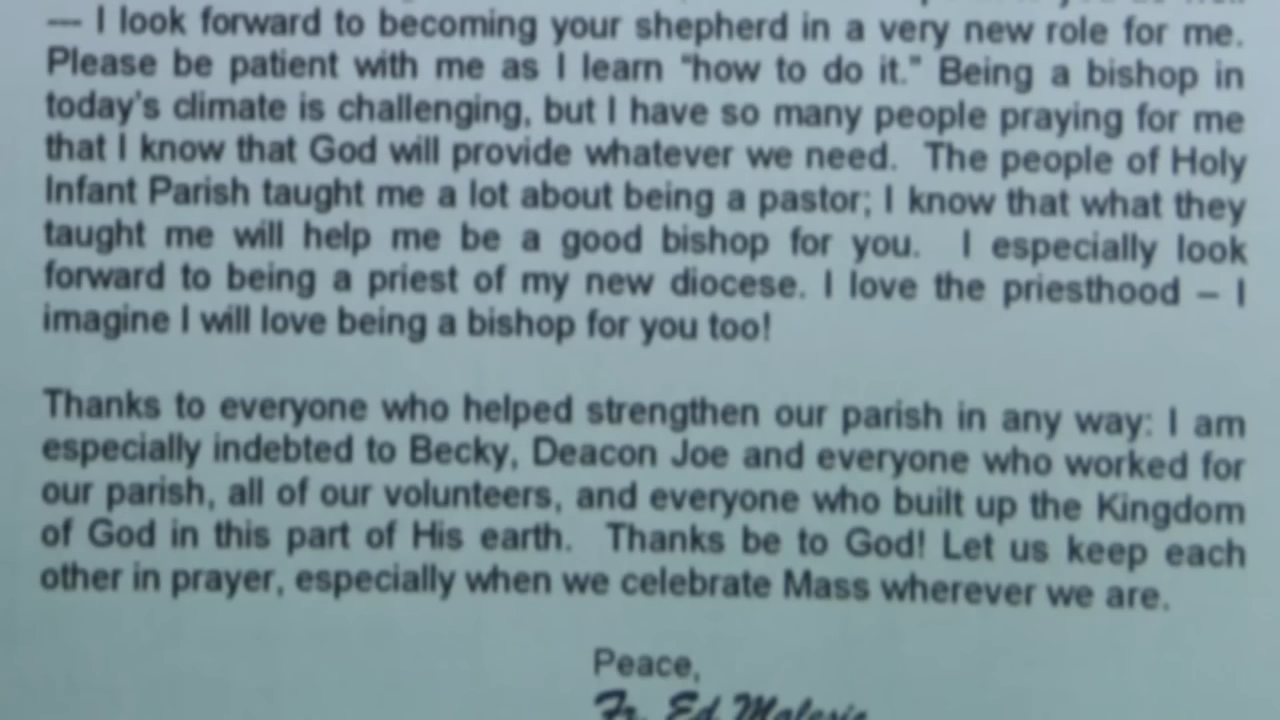 — I look forward to becoming your shepherd in a very new role for me.
Please be patient with me as I learn "how to do it." Being a bishop in
today's climate is challenging, but I have so many people praying for me
that I know that God will provide whatever we need. The people of Holy
Infant Parish taught me a lot about being a pastor; I know that what they
taught me will help me be a good bishop for you. I especially look
forward to being a priest of my new diocese. I love the priesthood – I
imagine I will love being a bishop for you too!
Thanks to everyone who helped strengthen our parish in any way: I am
especially indebted to Becky, Deacon Joe and everyone who worked for
our parish, all of our volunteers, and everyone who built up the Kingdom
of God in this part of His earth. Thanks be to God! Let us keep each
other in prayer, especially when we celebrate Mass wherever we are.
Peace,
Fr. Ed Malesic